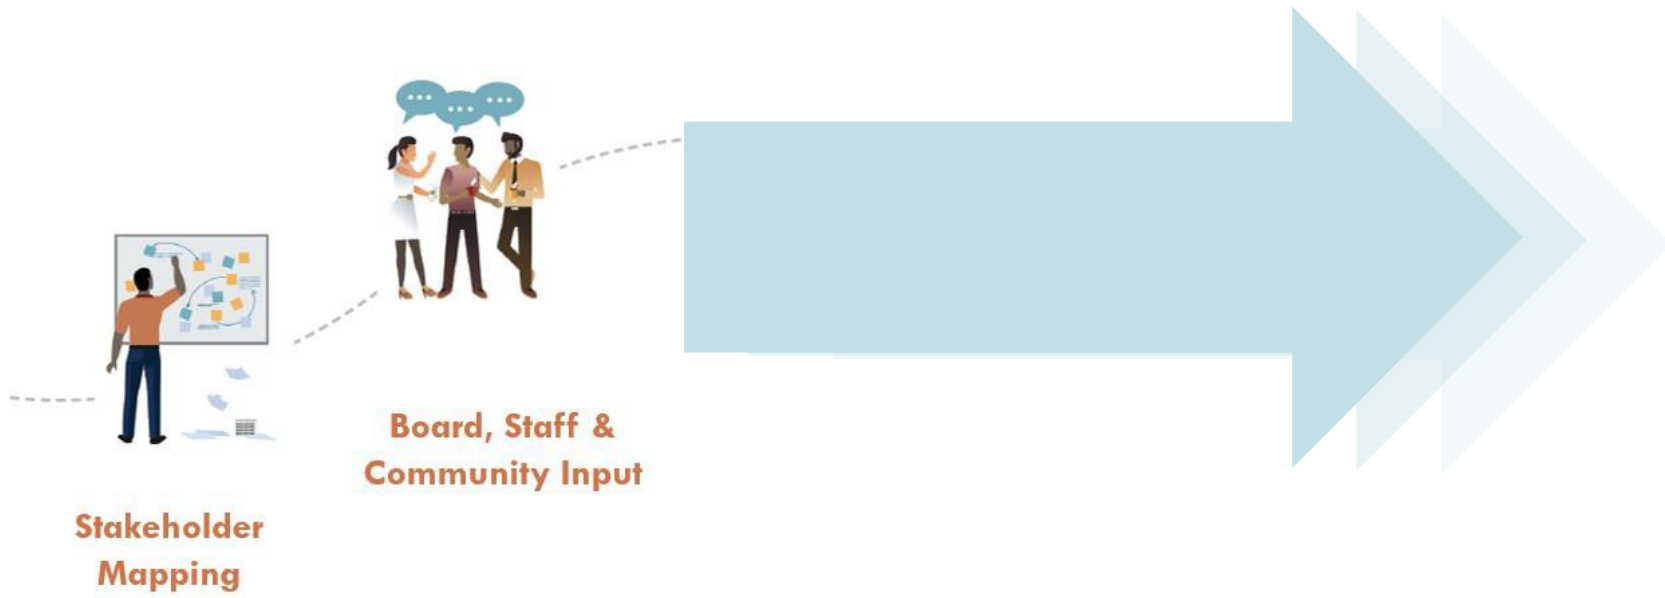 Stakeholder
Mapping
Board, Staff &
Community Input